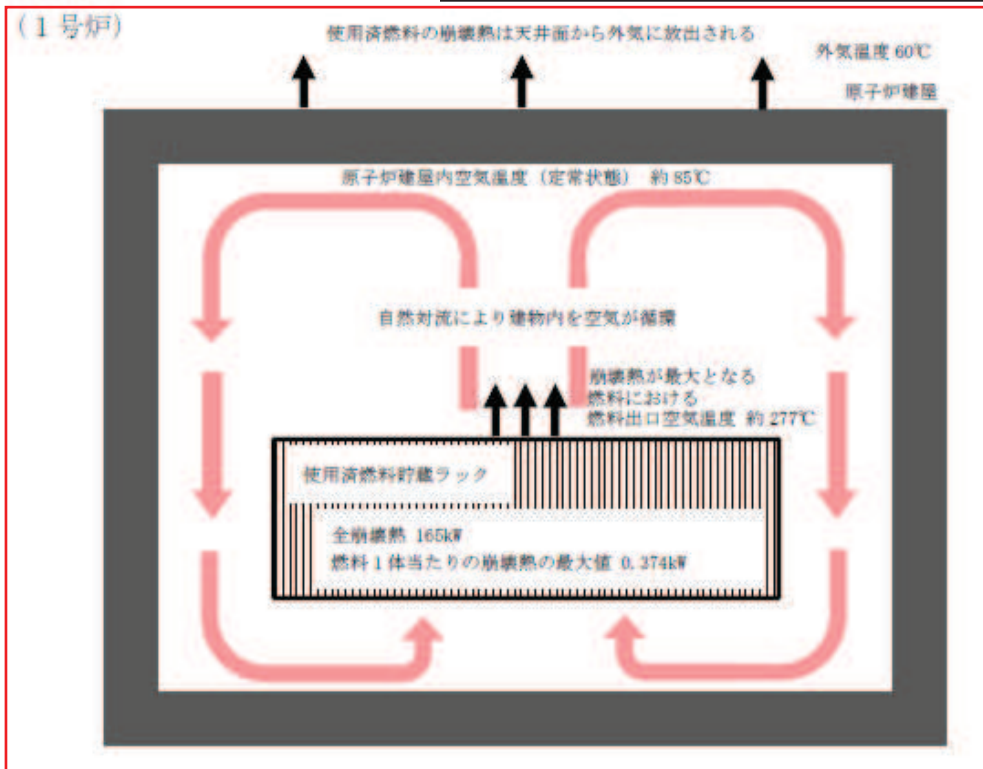 (1号炉)
使用済燃料の崩壊熱は天井面から外気に放出される
外気温度 60℃
原子炉建屋
原子炉建屋内空気温度（定常状態） 約 85℃
自然対流により建物内を空気が循環
崩壊熱が最大となる
燃料における
燃料出口空気温度 約 277℃
使用済燃料貯蔵ラック
全崩壊熱 165kW
燃料1体当たりの崩壊熱の最大値 0.374kW